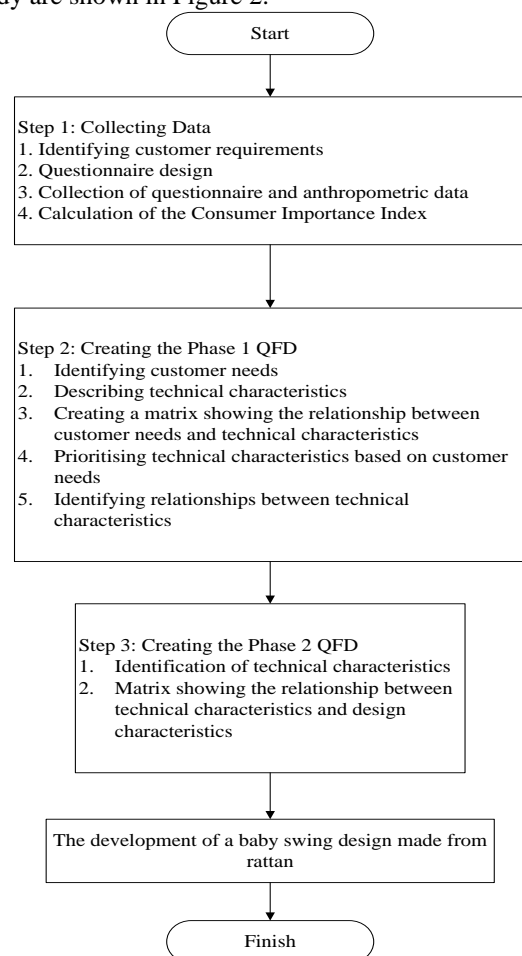 dy are shown in Figure 2.
Start
Step 1: Collecting Data
1. Identifying customer requirements
2. Questionnaire design
3. Collection of questionnaire and anthropometric data
4. Calculation of the Consumer Importance Index
Step 2: Creating the Phase 1 QFD
1. Identifying customer needs
2. Describing technical characteristics
3. Creating a matrix showing the relationship between
customer needs and technical characteristics
4. Prioritising technical characteristics based on customer
needs
5. Identifying relationships between technical
characteristics
Step 3: Creating the Phase 2 QFD
1. Identification of technical characteristics
2. Matrix showing the relationship between
technical characteristics and design
characteristics
The development of a baby swing design made from
rattan
Finish